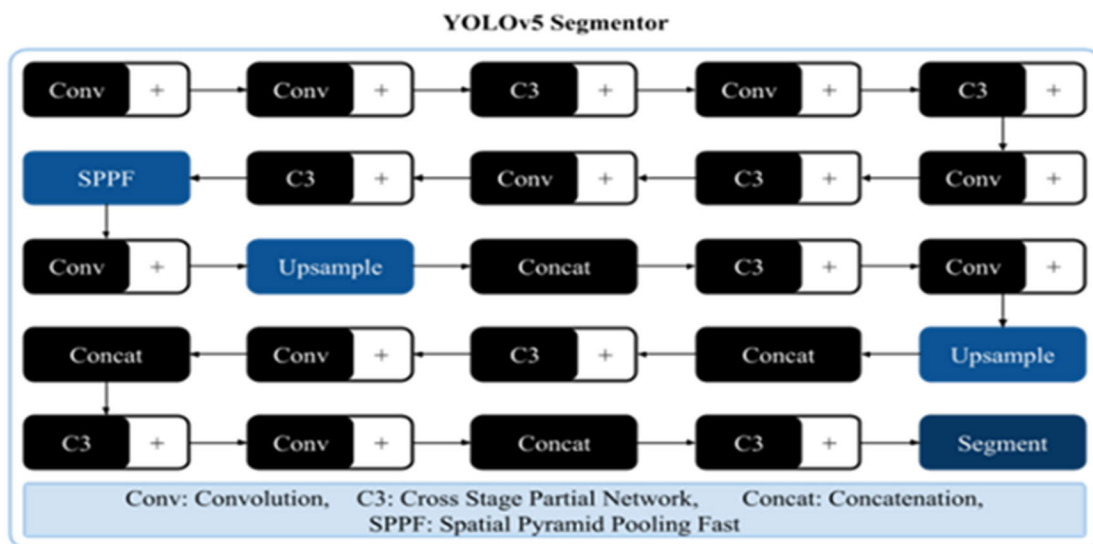 YOLOv5 Segmentor
Conv + Conv + C3 + Conv + C3 +
SPPF C3 + Conv + C3 + Conv +
Conv + Upsample Concat C3 + Conv +
Concat Conv + C3 + Concat Upsample
C3 + Conv + Concat C3 + Segment
Conv: Convolution, C3: Cross Stage Partial Network, Concat: Concatenation,
SPPF: Spatial Pyramid Pooling Fast